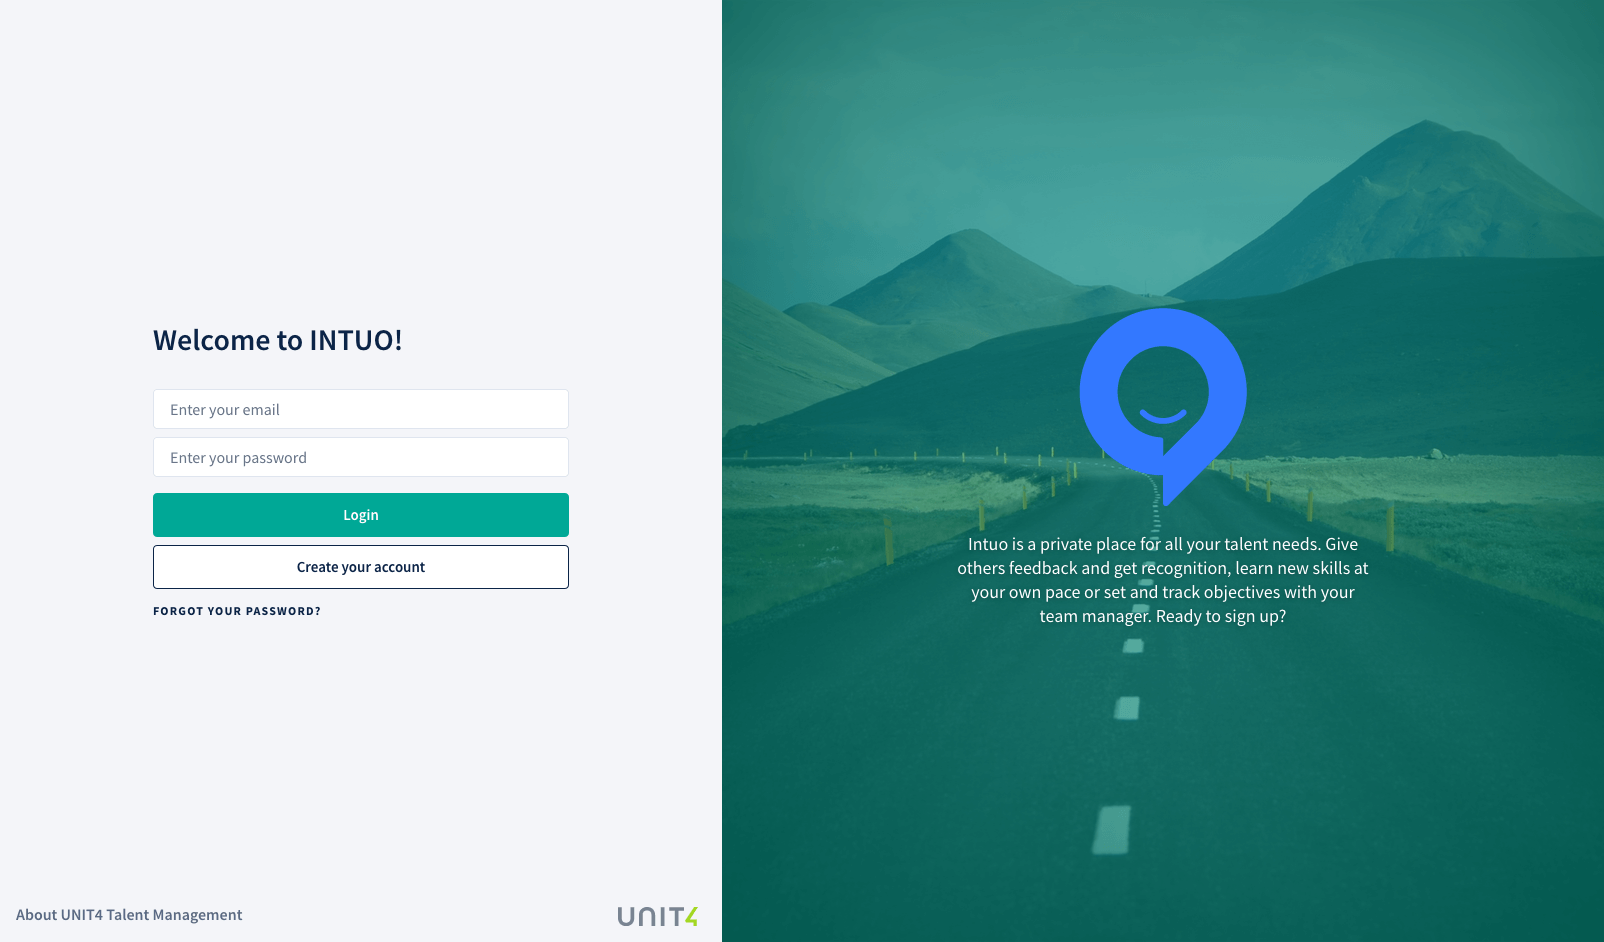 Welcome to INTUO!
Enter your email
Enter your password
Login
Create your account
FORGOT YOUR PASSWORD?
About UNIT4 Talent Management
UNIT4
Intuo is a private place for all your talent needs. Give
others feedback and get recognition, learn new skills at
your own pace or set and track objectives with your
team manager. Ready to sign up?